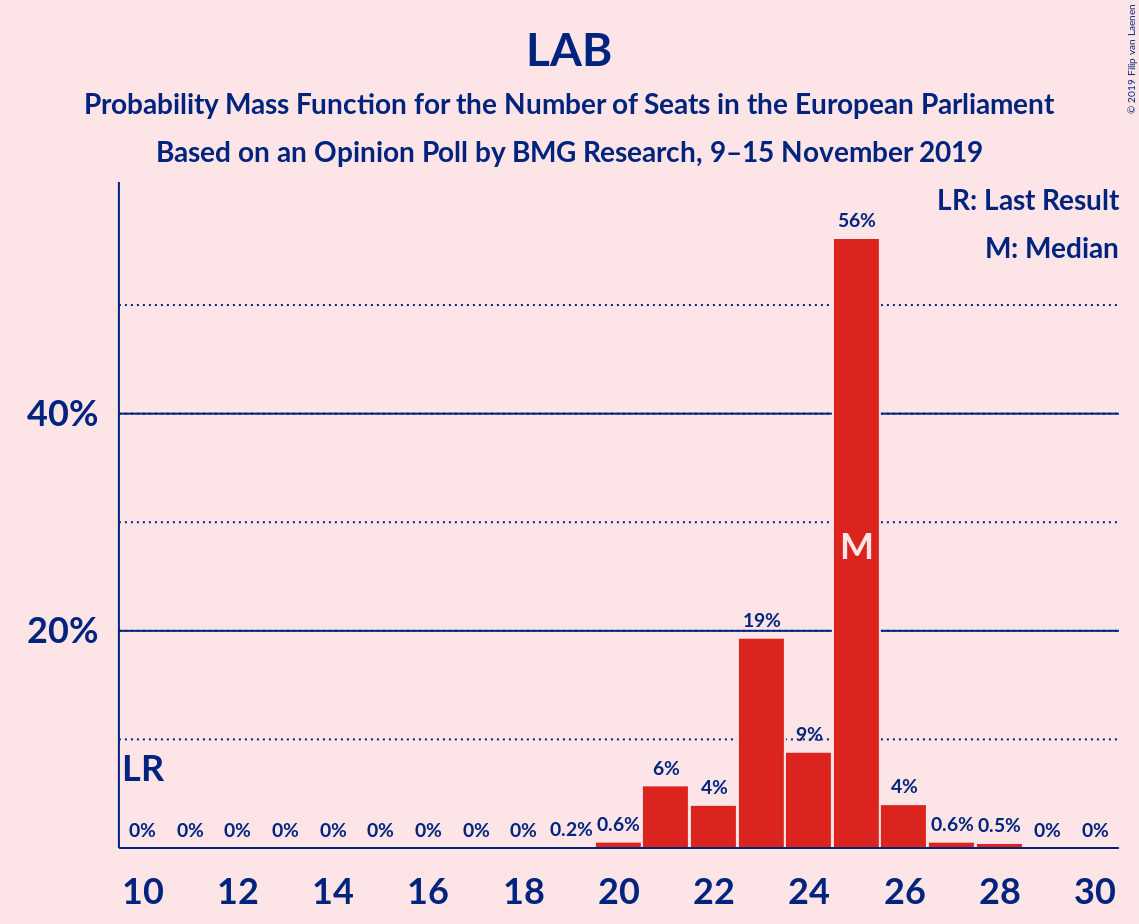 LAB
Probability Mass Function for the Number of Seats in the European Parliament
Based on an Opinion Poll by BMG Research, 9–15 November 2019
© 2019 Filip van Laenen
LR: Last Result
M: Median
56%
40%
M
20%
19%
9%
LR
6%
4%
4%
0% 0% 0% 0% 0% 0% 0% 0% 0% 0.2% 0.6% 0.6% 0.5% 0% 0%
10 12 14 16 18 20 22 24 26 28 30